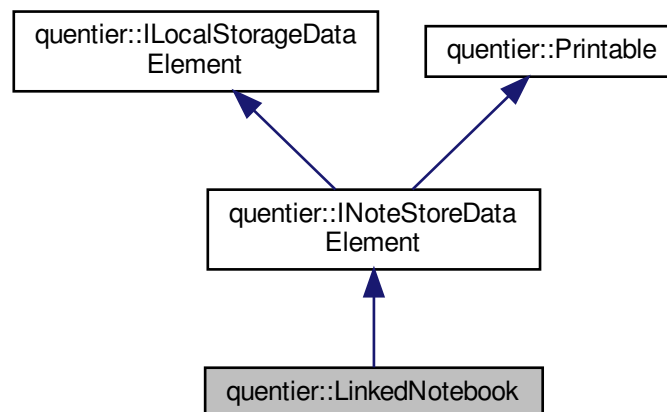 quentier::ILocalStorageData
Element
quentier::Printable
quentier::INoteStoreData
Element
quentier::LinkedNotebook